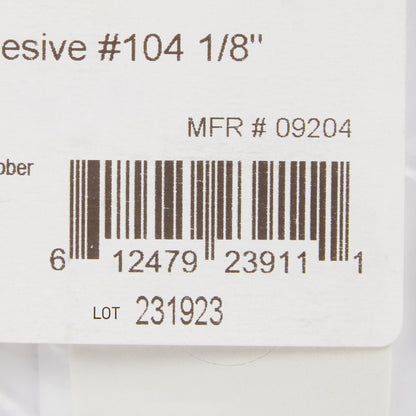 esive #104 1/8"
MFR # 09204
bber
6 12479 23911 1
LOT 231923